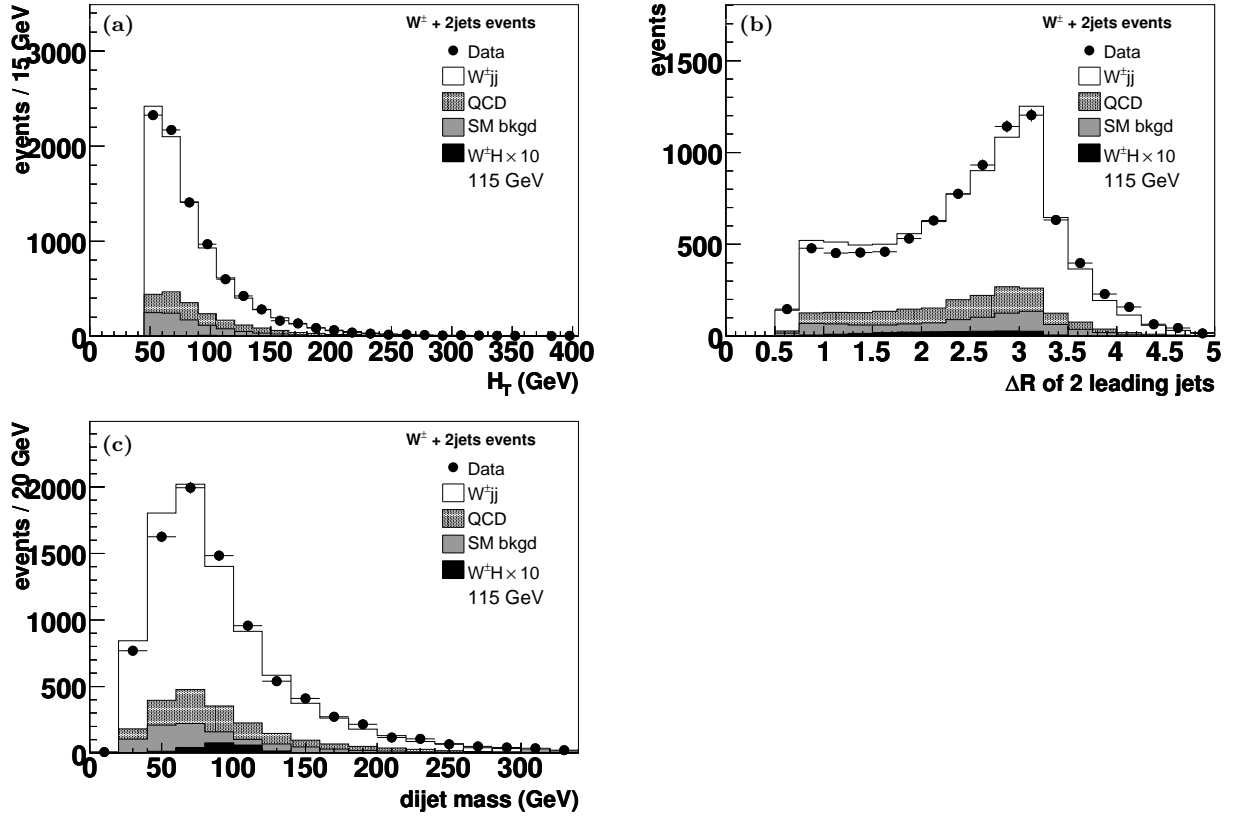 (a)
W± + 2jets events
Data
W±jj
QCD
SM bkgd
W±H × 10
115 GeV
events / 15 GeV
3000
2000
1000
0
0 50 100 150 200 250 300 350 400
H_T (GeV)
(b)
W± + 2jets events
Data
W±jj
QCD
SM bkgd
W±H × 10
115 GeV
events
1500
1000
500
0
0 0.5 1 1.5 2 2.5 3 3.5 4 4.5 5
ΔR of 2 leading jets
(c)
W± + 2jets events
Data
W±jj
QCD
SM bkgd
W±H × 10
115 GeV
events / 20 GeV
2000
1500
1000
500
0
0 50 100 150 200 250 300
dijet mass (GeV)